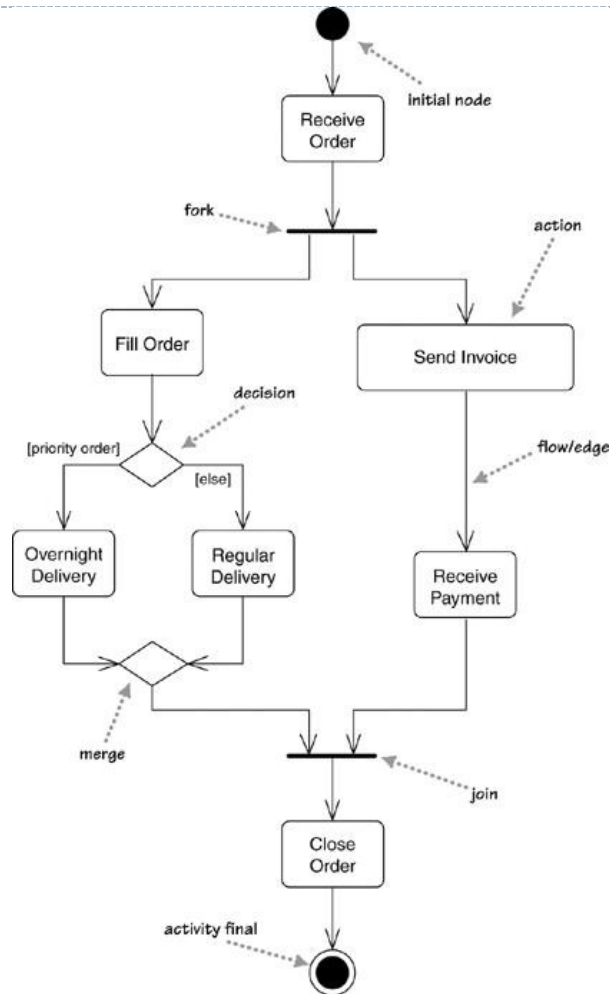 initial node
Receive
Order
fork
action
Fill Order
Send Invoice
decision
[priority order]
[else]
flow/edge
Overnight
Delivery
Regular
Delivery
Receive
Payment
merge
join
Close
Order
activity final